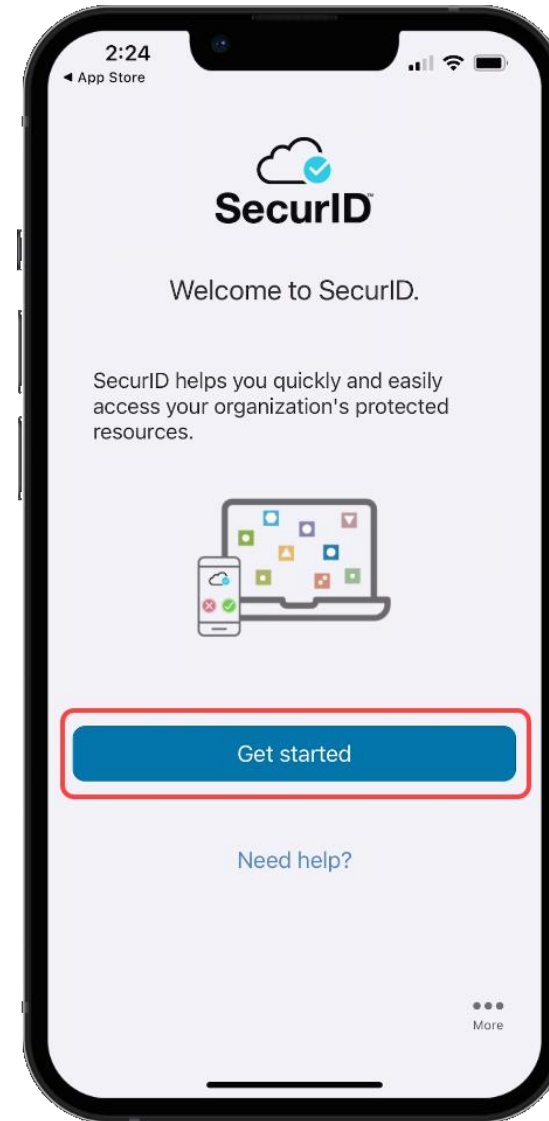 2:24
◀ App Store
SecurID™
Welcome to SecurID.
SecurID helps you quickly and easily
access your organization's protected
resources.
Get started
Need help?
More